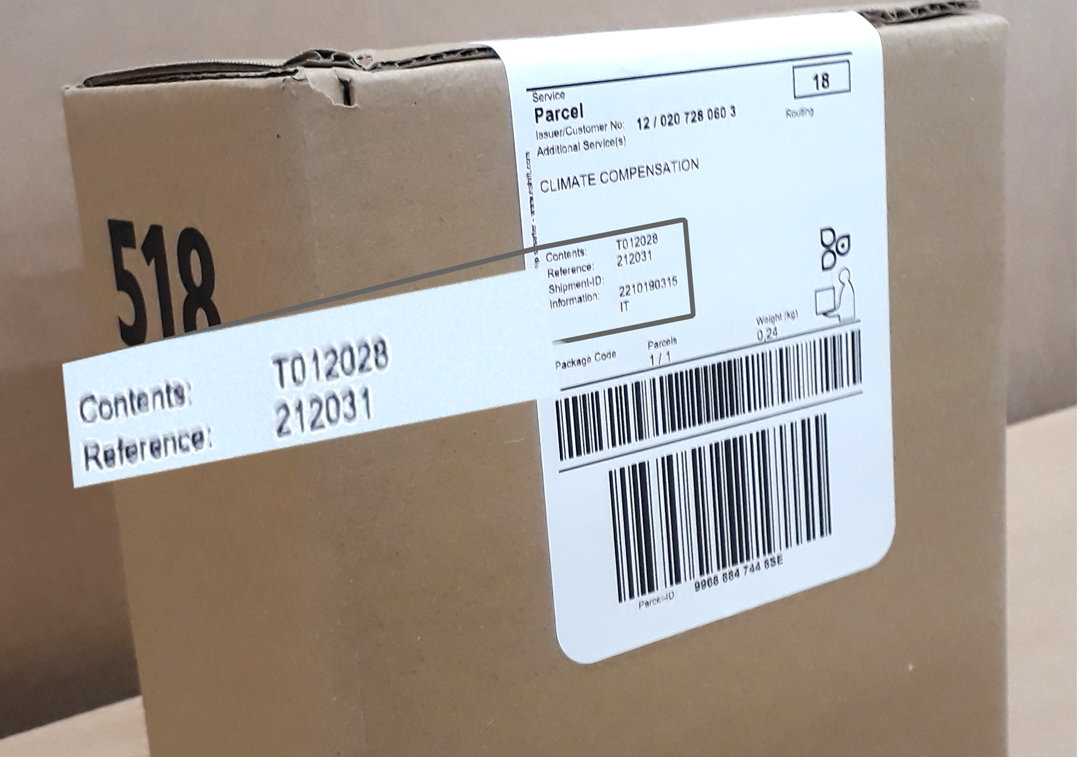 Service
Parcel
18
Issuer/Customer No: 12 / 020 728 060 3
Routing
Additional Service(s)
CLIMATE COMPENSATION
518
Contents: T012028
Reference: 212031
Shipment-ID: 2210190315
Information: IT
Contents: T012028
Reference: 212031
Package Code
Parcels
1 / 1
Weight (kg)
0,24
Parcel-ID: 9968 884 744 8SE